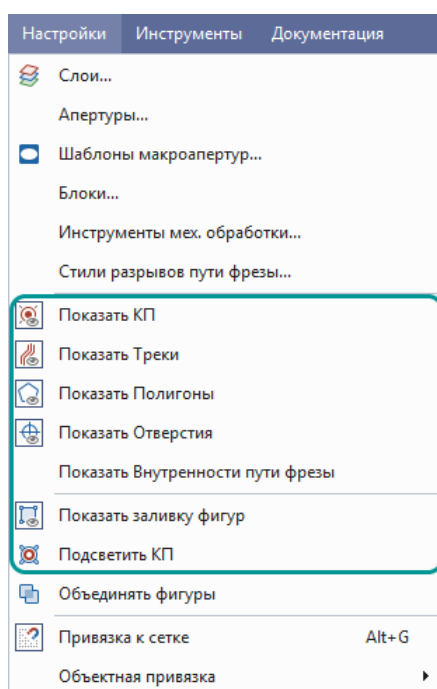 Настройки Инструменты Документация
Слои...
Апертуры...
Шаблоны макроапертур...
Блоки...
Инструменты мех. обработки...
Стили разрывов пути фрезы...
Показать КП
Показать Треки
Показать Полигоны
Показать Отверстия
Показать Внутренности пути фрезы
Показать заливку фигур
Подсветить КП
Объединять фигуры
Привязка к сетке Alt+G
Объектная привязка